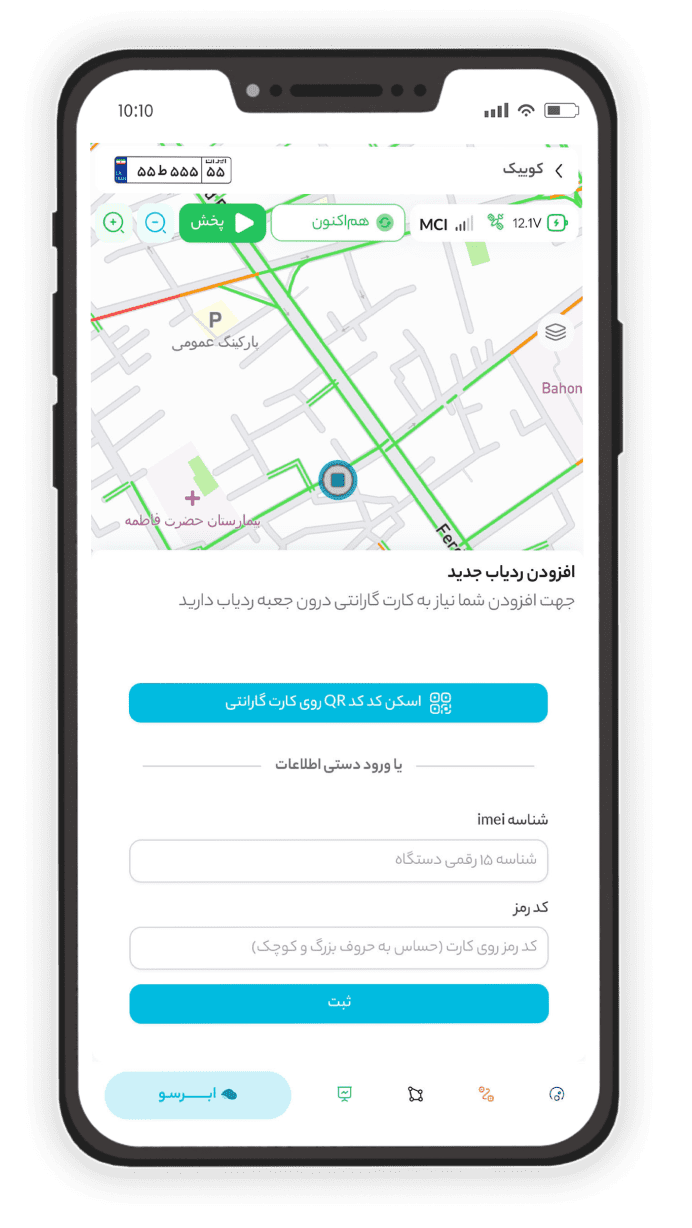 10:10
کوییک
ایران
۵۵ ۵۵۵ ط ۵۵
I.R.
IRAN
12.1V
MCI
هم‌اکنون
پخش
P
پارکینگ عمومی
Bahon
بیمارستان حضرت فاطمه
Fer
افزودن ردیاب جدید
جهت افزودن شما نیاز به کارت گارانتی درون جعبه ردیاب دارید
اسکن کد کد QR روی کارت گارانتی
یا ورود دستی اطلاعات
شناسه imei
شناسه ۱۵ رقمی دستگاه
کد رمز
کد رمز روی کارت (حساس به حروف بزرگ و کوچک)
ثبت
ابـــرسو